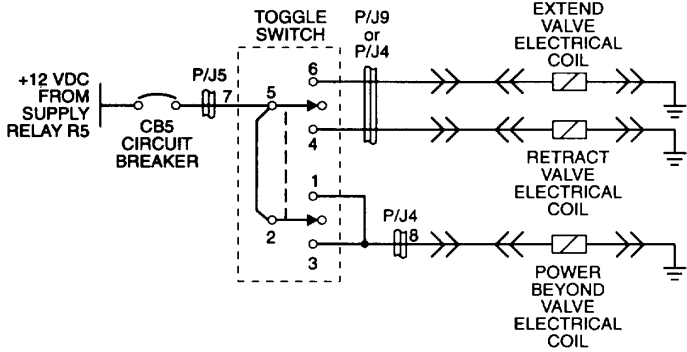 EXTEND
VALVE
ELECTRICAL
COIL
TOGGLE
SWITCH
P/J9
or
P/J4
+12 VDC
FROM
SUPPLY
RELAY R5
P/J5
7
CB5
CIRCUIT
BREAKER
6
5
4
1
2
3
RETRACT
VALVE
ELECTRICAL
COIL
P/J4
8
POWER
BEYOND
VALVE
ELECTRICAL
COIL